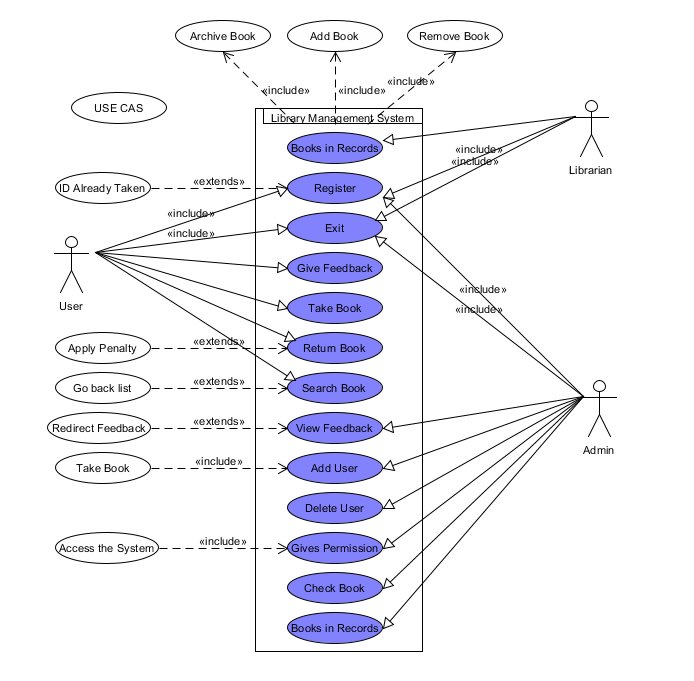 Archive Book
Add Book
Remove Book
«include»
«include»
«include»
USE CAS
Library Management System
Books in Records
Librarian
«include»
«include»
ID Already Taken
«extends»
Register
«include»
«include»
Exit
User
Give Feedback
«include»
«include»
Take Book
Apply Penalty
«extends»
Return Book
Go back list
«extends»
Search Book
Redirect Feedback
«extends»
View Feedback
Admin
Take Book
«include»
Add User
Delete User
Access the System
«include»
Gives Permission
Check Book
Books in Records